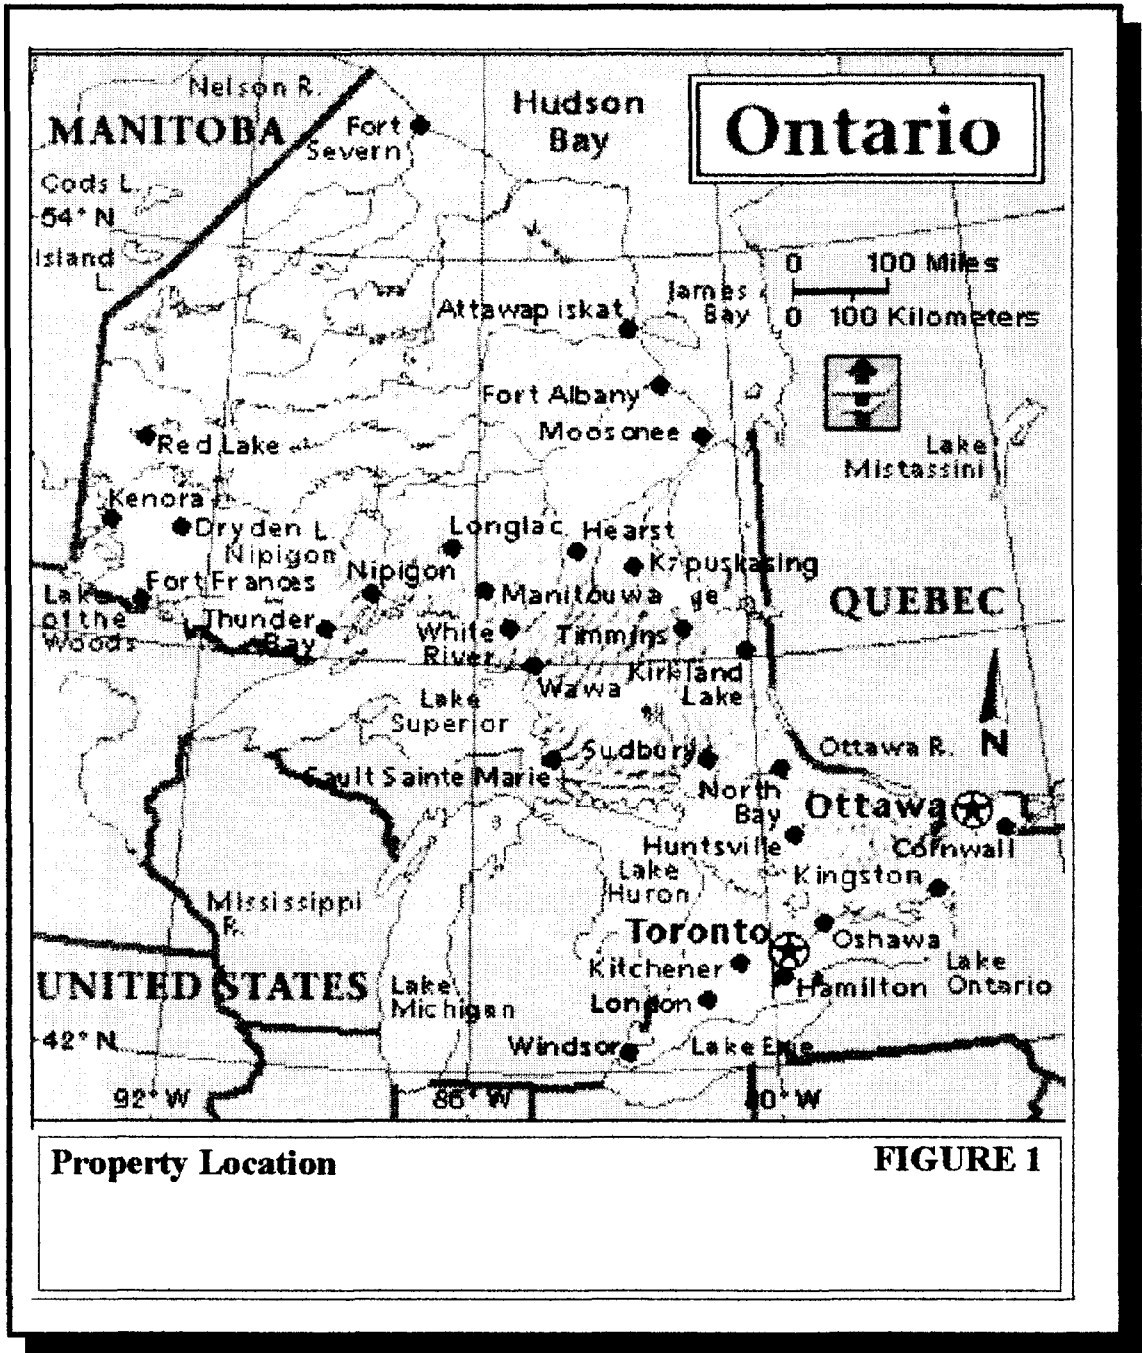 Ontario
Nelson R.
Hudson
Bay
MANITOBA
Fort
Severn
Gods L.
54° N
Island
L.
0 100 Miles
0 100 Kilometers
James
Bay
Attawapiskat
Fort Albany
Moosonee
Red Lake
Lake
Mistassini
Kenora
Dryden L.
Nipigon
Longlac
Hearst
Nipigon
Fort Frances
Lake
of the
Woods
Thunder
Bay
Manitouwa ge
QUEBEC
White
River
Timmins
Kirkland
Lake
Wawa
Lake
Superior
N
Ottawa R.
Sudbury
Sault Sainte Marie
North
Bay
Ottawa
Huntsville
Cornwall
Lake
Huron
Kingston
Mississippi
R.
Toronto
Oshawa
Kitchener
Hamilton
Lake
Ontario
UNITED STATES
Lake
Michigan
London
42° N
Windsor
Lake Erie
92° W
86° W
Property Location
FIGURE 1